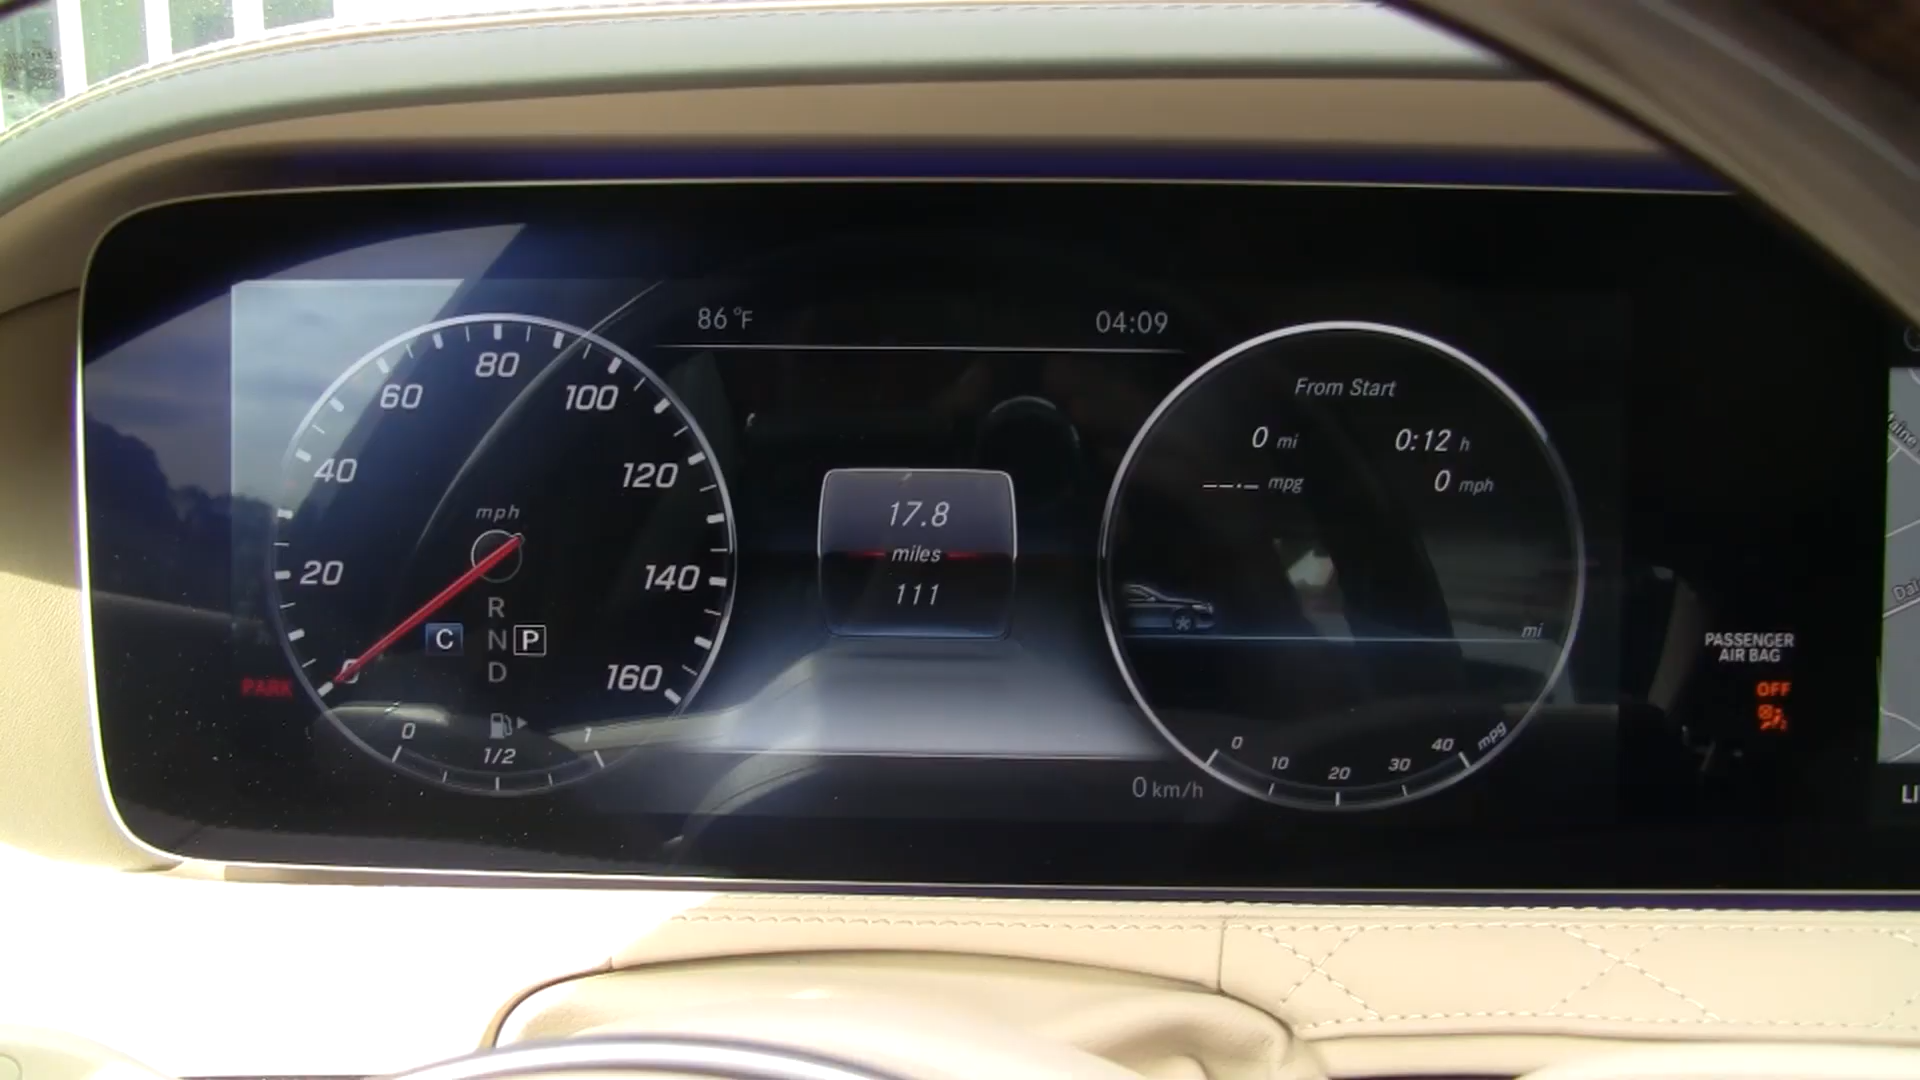 86 °F
04:09
80
60
100
40
120
mph
20
140
R
C
N
P
D
0
160
PARK
0
1/2
1
17.8
miles
111
From Start
0 mi
0:12 h
--.- mpg
0 mph
mi
0
10
20
30
40
mpg
0 km/h
PASSENGER
AIR BAG
OFF